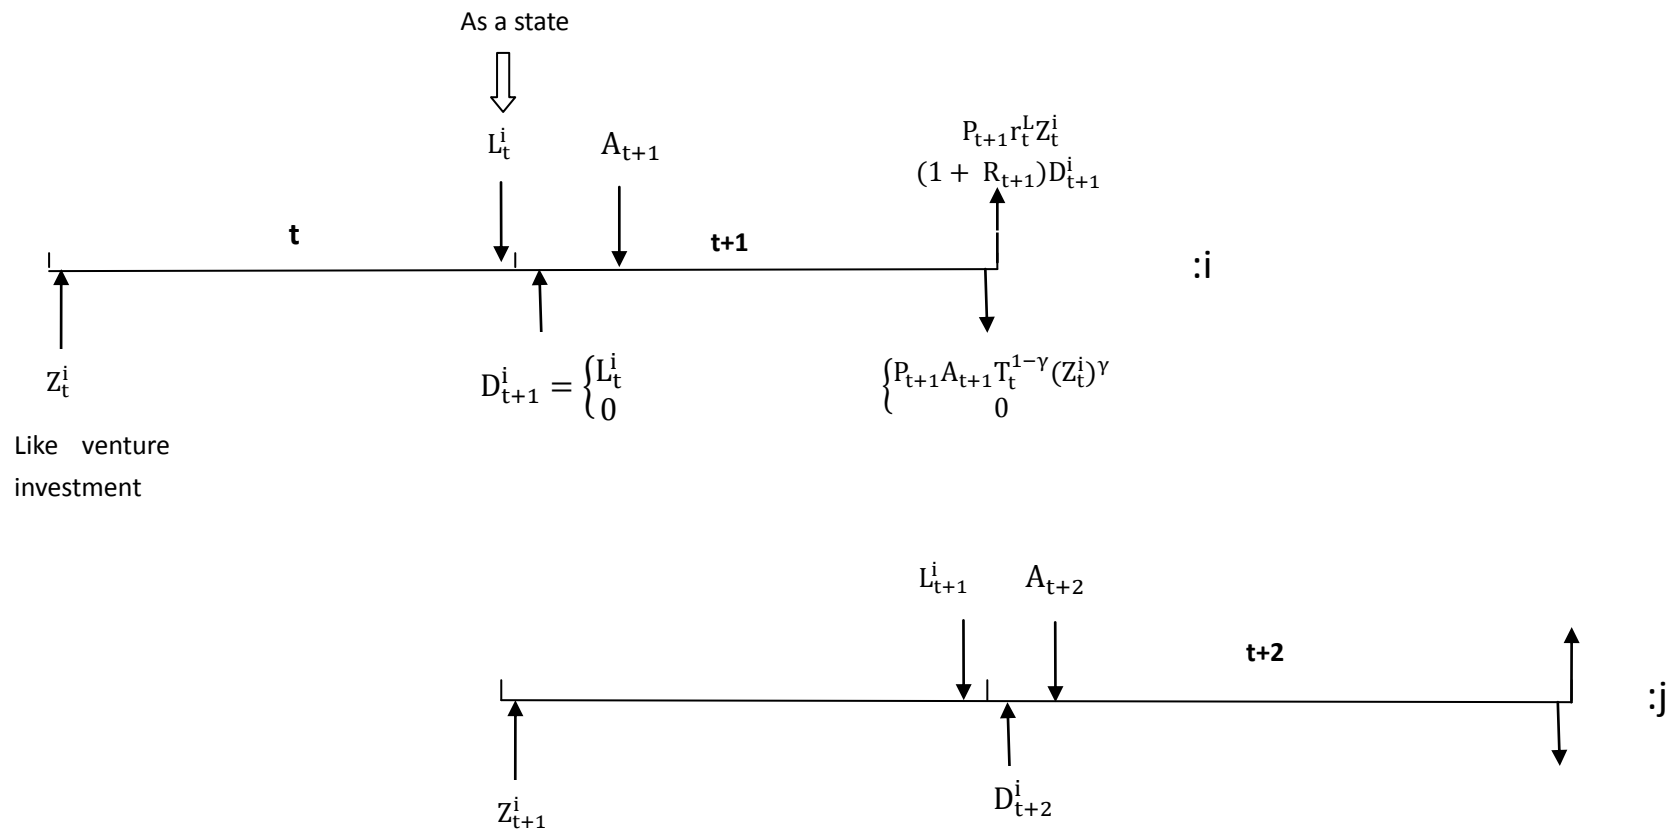 As a state
L_t^i
A_{t+1}
P_{t+1}r_t^L Z_t^i
(1 + R_{t+1})D_{t+1}^i
t
t+1
:i
Z_t^i
D_{t+1}^i = { L_t^i
0
{ P_{t+1}A_{t+1}T_t^{1−γ}(Z_t^i)^γ
0
Like venture
investment
L_{t+1}^i
A_{t+2}
t+2
:j
Z_{t+1}^i
D_{t+2}^i